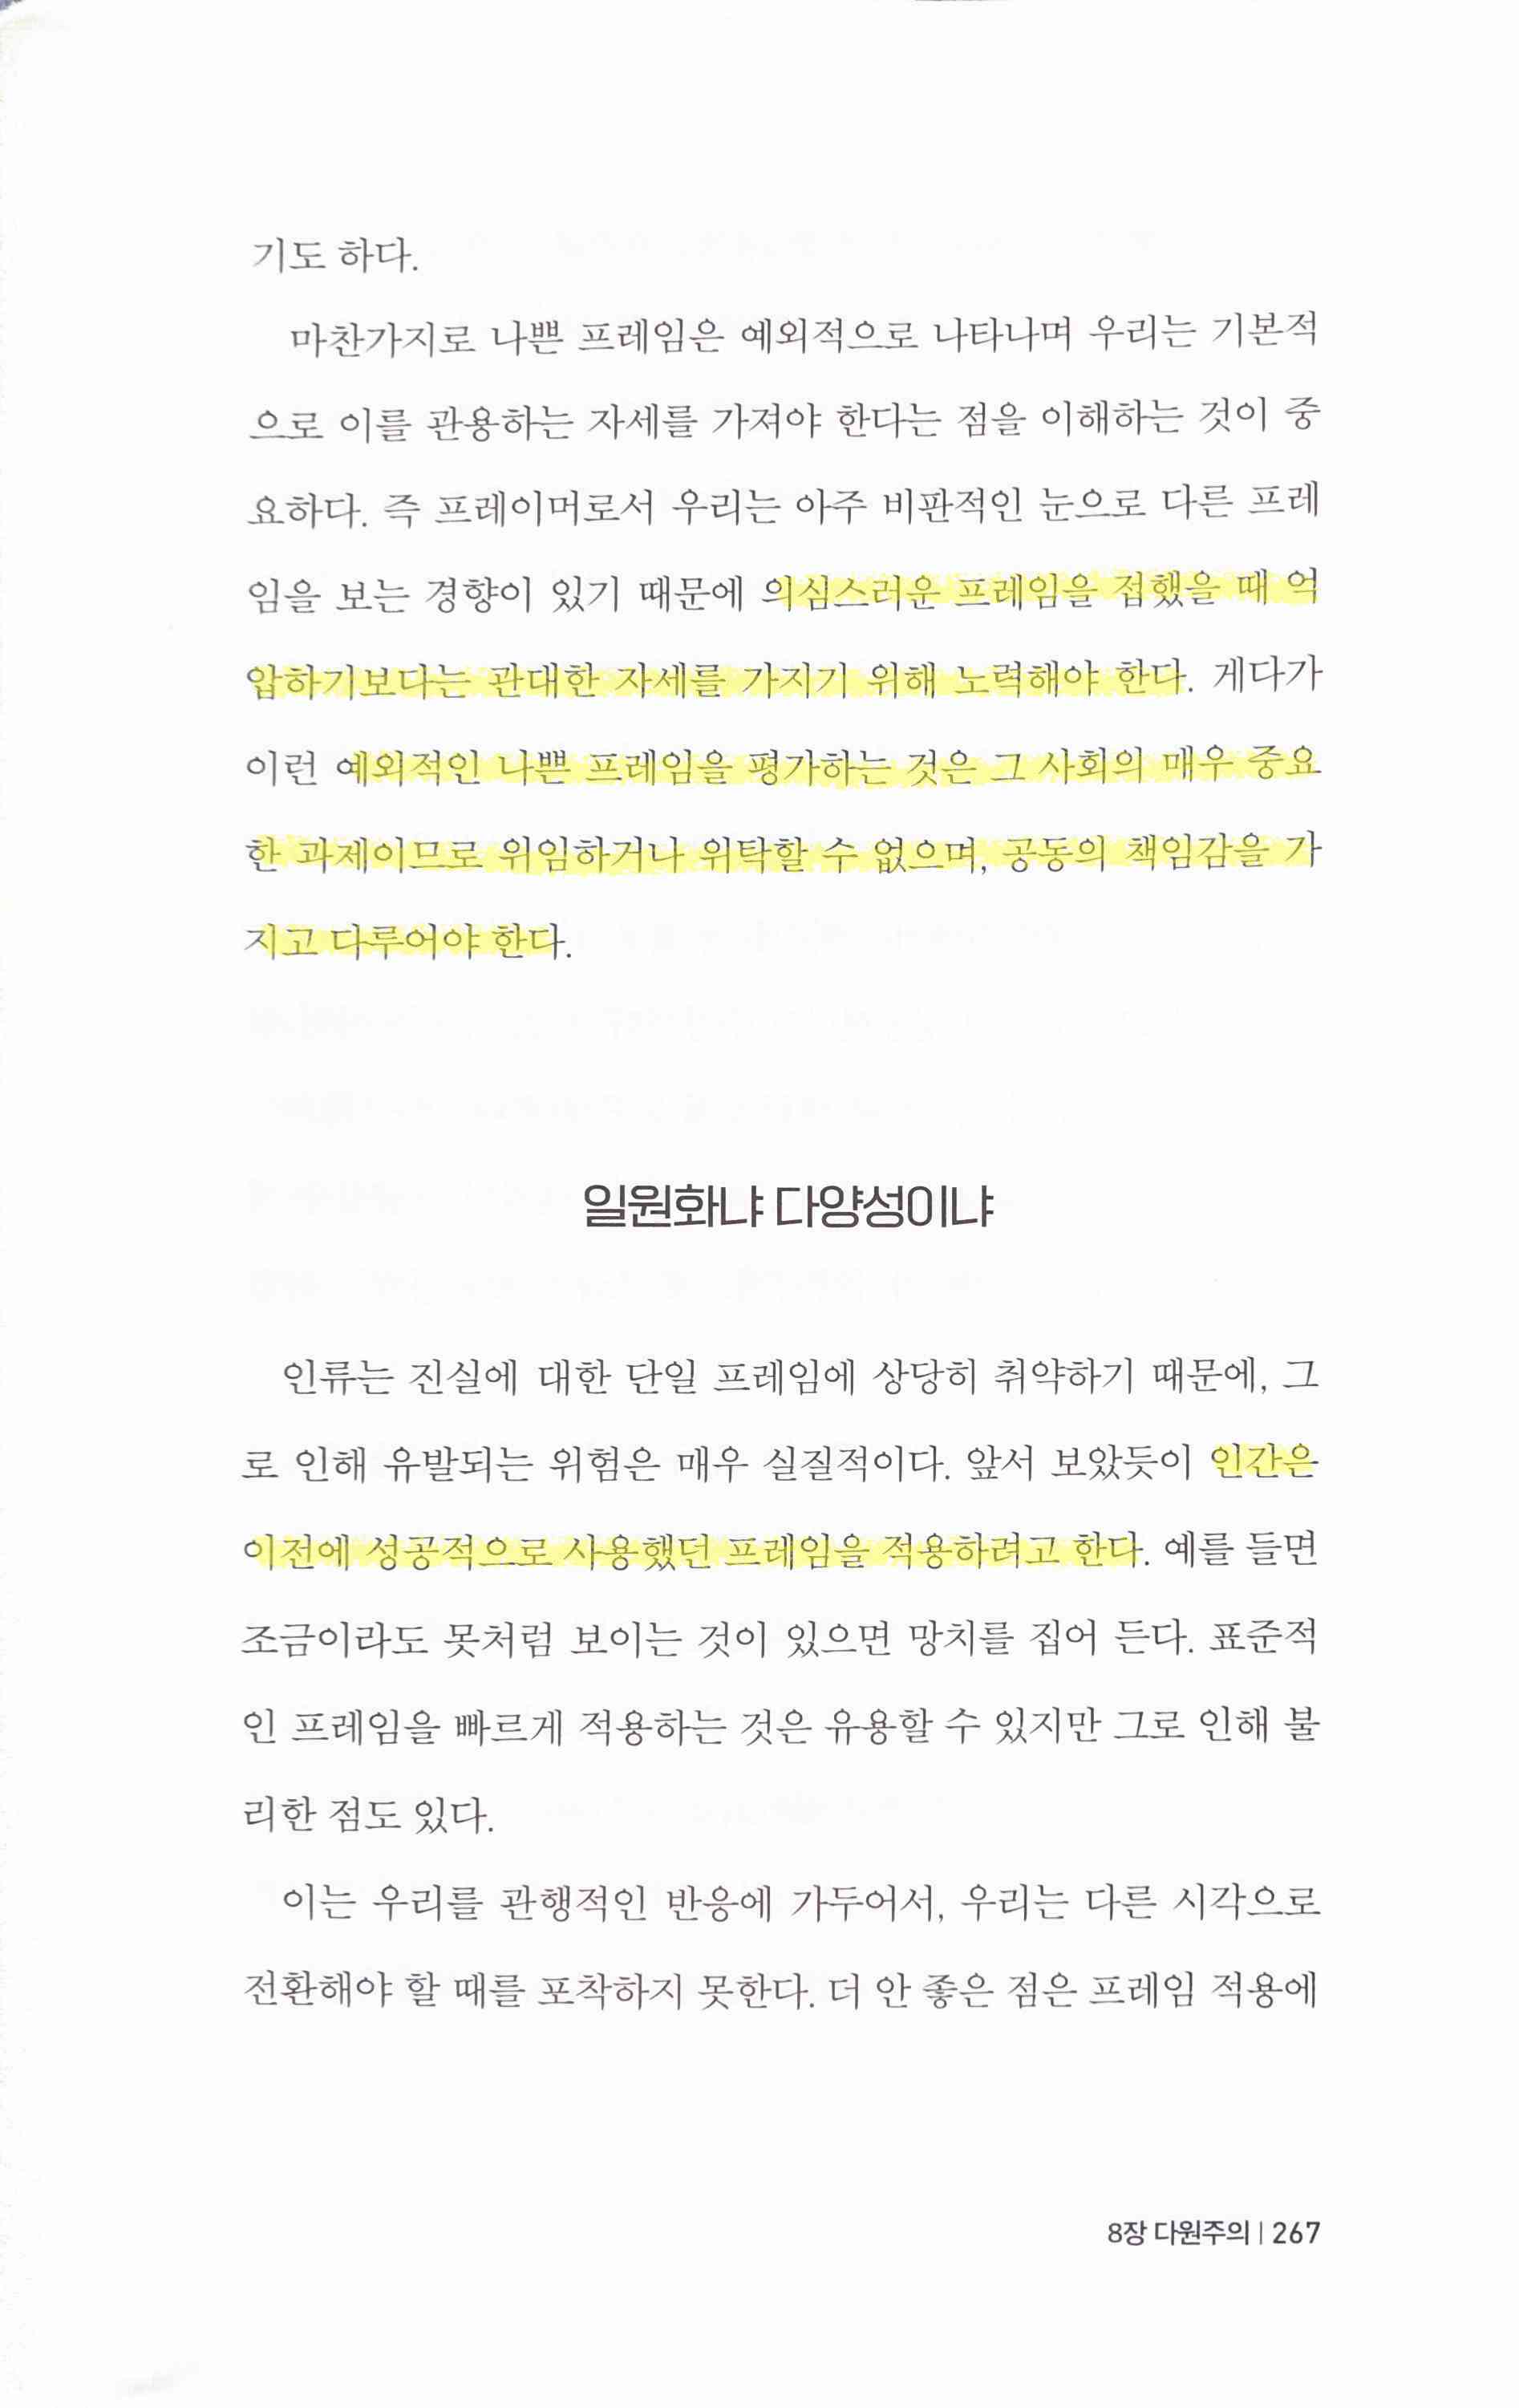 기도 하다.
마찬가지로 나쁜 프레임은 예외적으로 나타나며 우리는 기본적
으로 이를 관용하는 자세를 가져야 한다는 점을 이해하는 것이 중
요하다. 즉 프레이머로서 우리는 아주 비판적인 눈으로 다른 프레
임을 보는 경향이 있기 때문에 의심스러운 프레임을 접했을 때 억
압하기보다는 관대한 자세를 가지기 위해 노력해야 한다. 게다가
이런 예외적인 나쁜 프레임을 평가하는 것은 그 사회의 매우 중요
한 과제이므로 위임하거나 위탁할 수 없으며, 공동의 책임감을 가
지고 다루어야 한다.
일원화냐 다양성이냐
인류는 진실에 대한 단일 프레임에 상당히 취약하기 때문에, 그
로 인해 유발되는 위험은 매우 실질적이다. 앞서 보았듯이 인간은
이전에 성공적으로 사용했던 프레임을 적용하려고 한다. 예를 들면
조금이라도 못처럼 보이는 것이 있으면 망치를 집어 든다. 표준적
인 프레임을 빠르게 적용하는 것은 유용할 수 있지만 그로 인해 불
리한 점도 있다.
이는 우리를 관행적인 반응에 가두어서, 우리는 다른 시각으로
전환해야 할 때를 포착하지 못한다. 더 안 좋은 점은 프레임 적용에
8장 다원주의 | 267